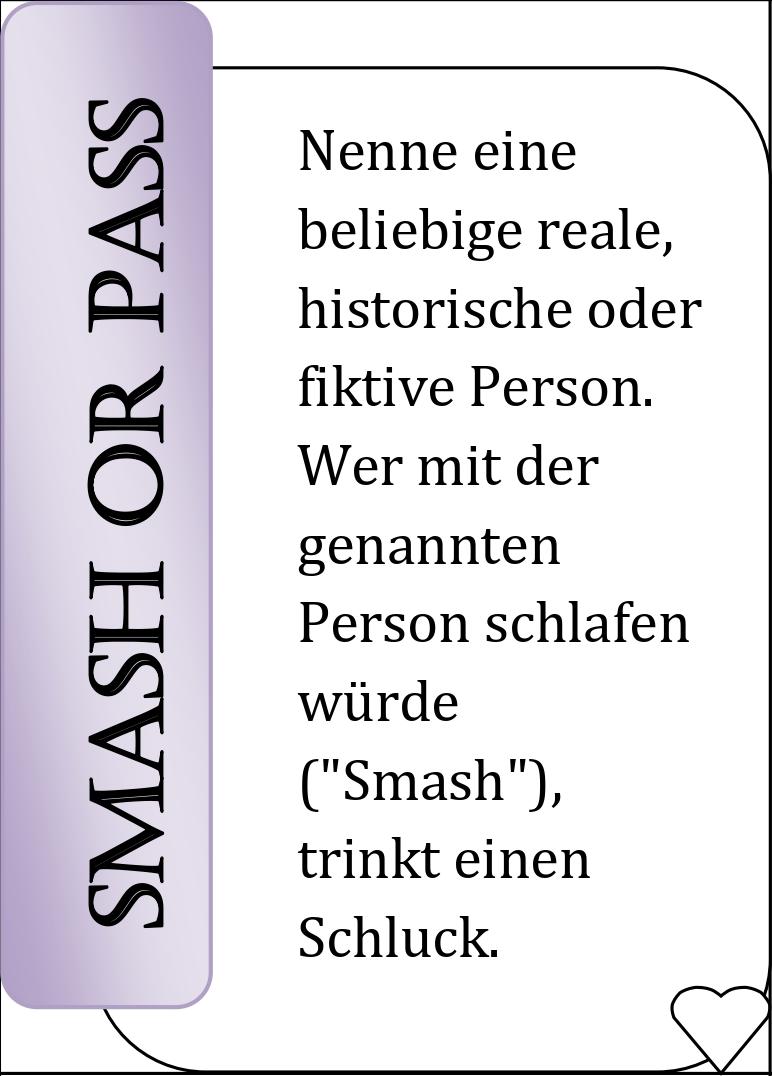 SMASH OR PASS
Nenne eine
beliebige reale,
historische oder
fiktive Person.
Wer mit der
genannten
Person schlafen
würde
("Smash"),
trinkt einen
Schluck.